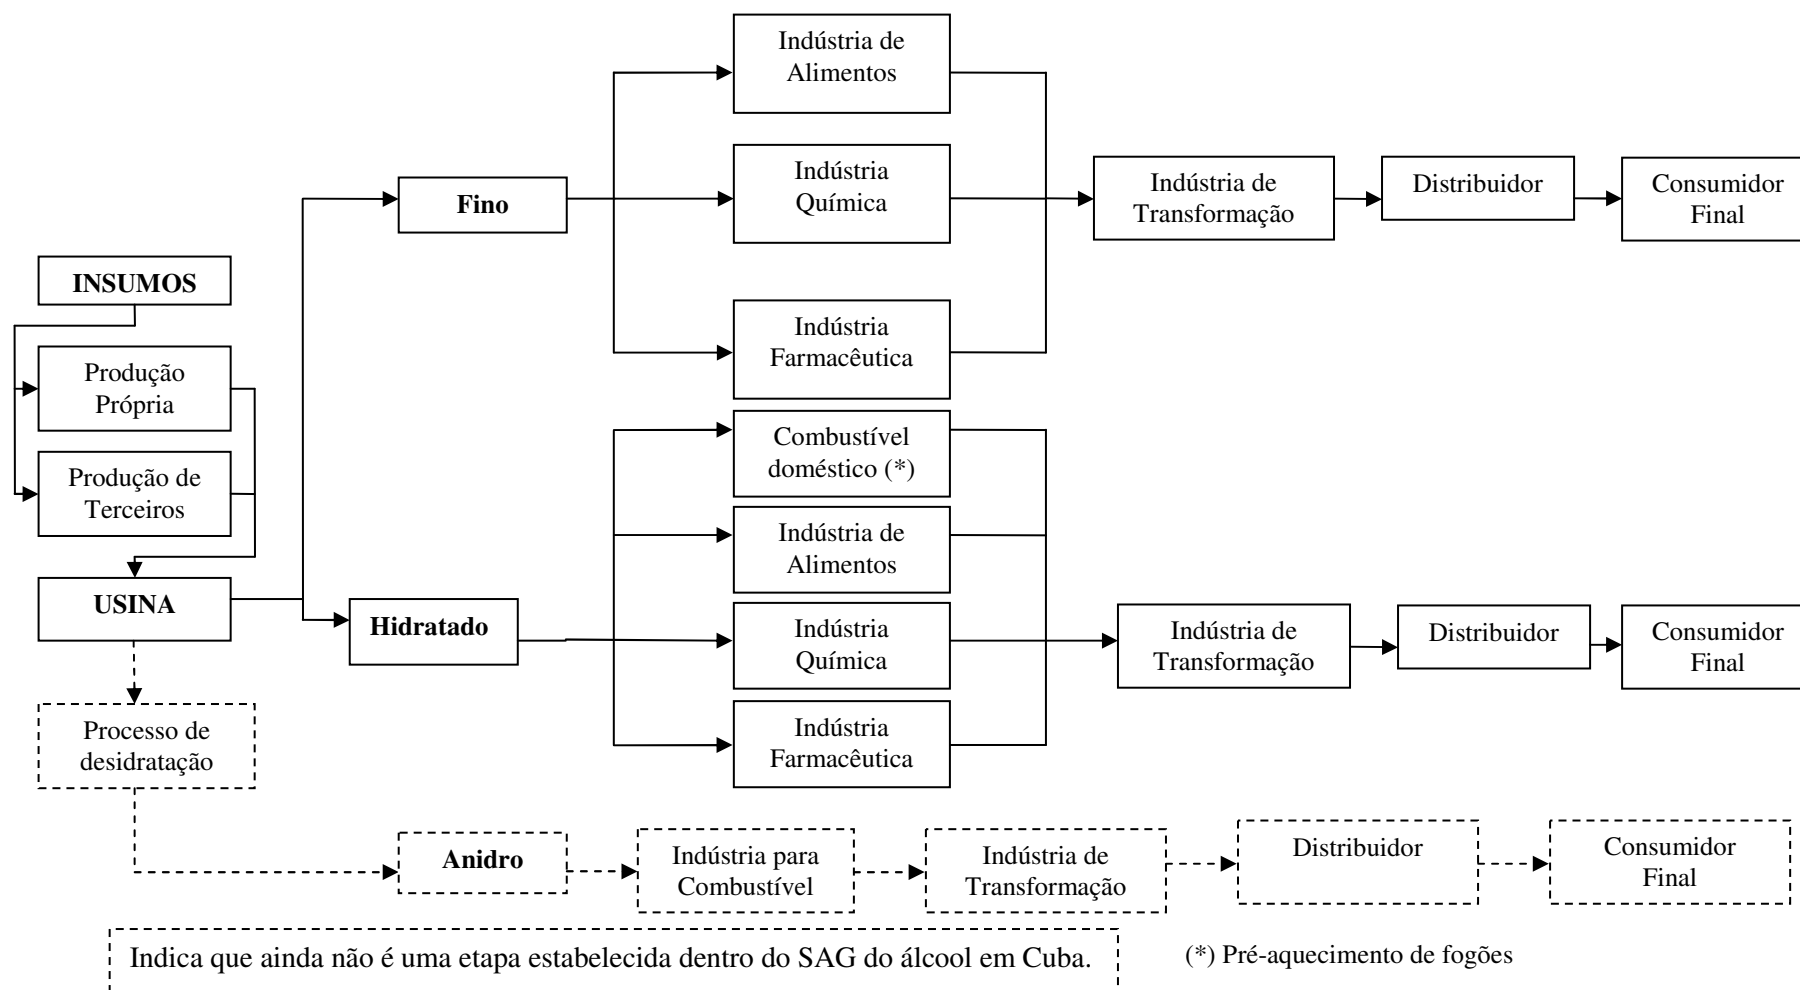 Indústria de
Alimentos
Indústria
Química
Indústria de
Transformação
Distribuidor
Consumidor
Final
Fino
INSUMOS
Indústria
Farmacêutica
Produção
Própria
Combustível
doméstico (*)
Produção de
Terceiros
Indústria de
Alimentos
USINA
Hidratado
Indústria
Química
Indústria de
Transformação
Distribuidor
Consumidor
Final
Processo de
desidratação
Indústria
Farmacêutica
Anidro
Indústria para
Combustível
Indústria de
Transformação
Distribuidor
Consumidor
Final
Indica que ainda não é uma etapa estabelecida dentro do SAG do álcool em Cuba.
(*) Pré-aquecimento de fogões